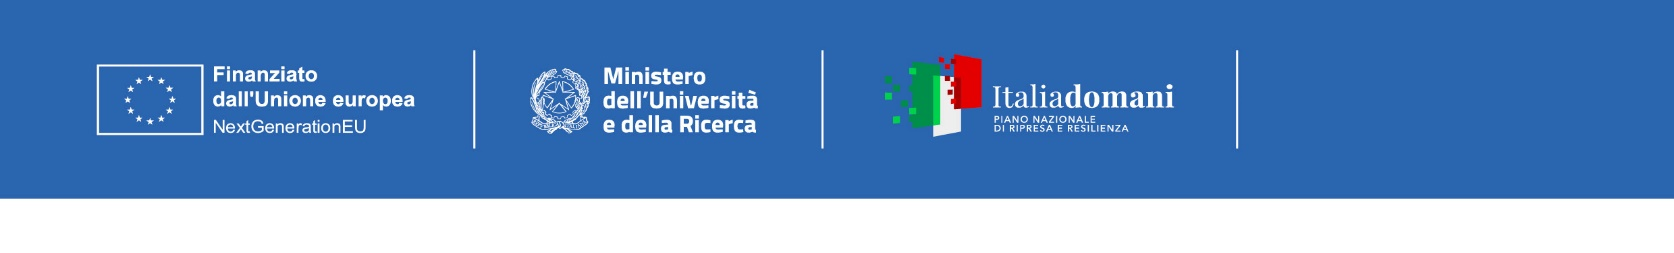 Finanziato
dall'Unione europea
NextGenerationEU
Ministero
dell'Università
e della Ricerca
Italiadomani
PIANO NAZIONALE
DI RIPRESA E RESILIENZA